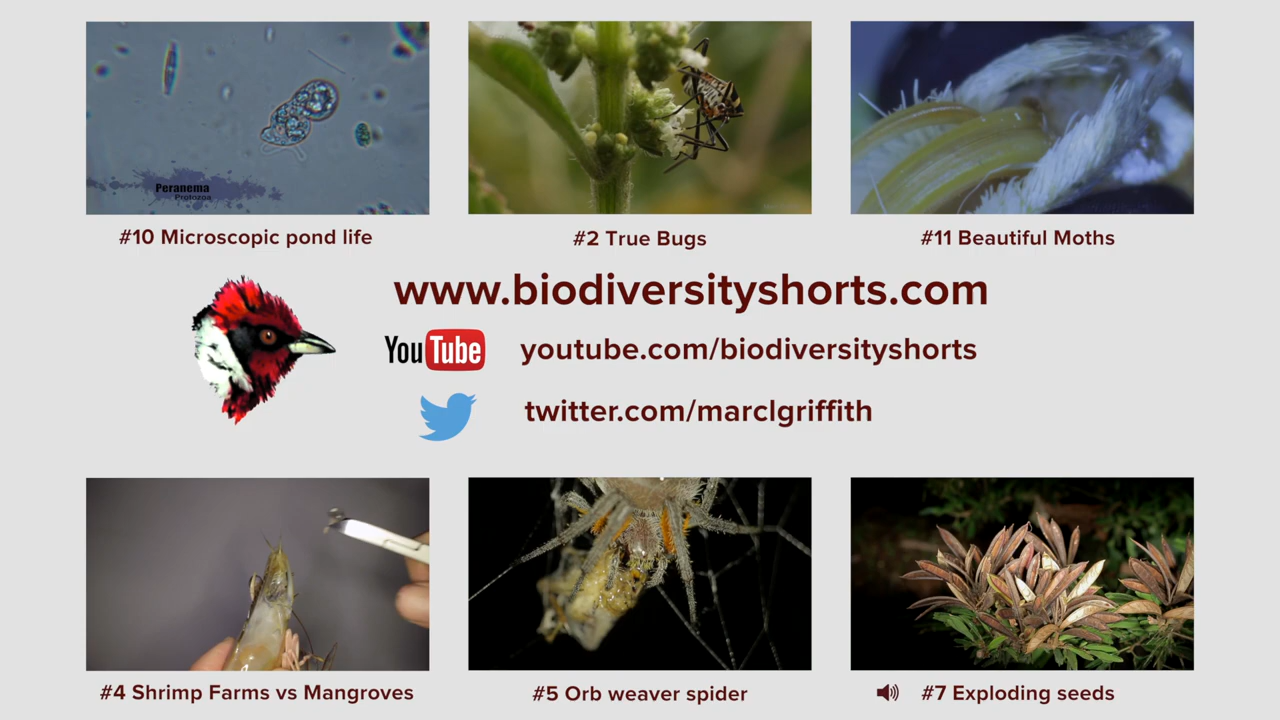 Peranema
Protozoa
#10 Microscopic pond life
#2 True Bugs
#11 Beautiful Moths
www.biodiversityshorts.com
YouTube
youtube.com/biodiversityshorts
twitter.com/marclgriffith
#4 Shrimp Farms vs Mangroves
#5 Orb weaver spider
#7 Exploding seeds